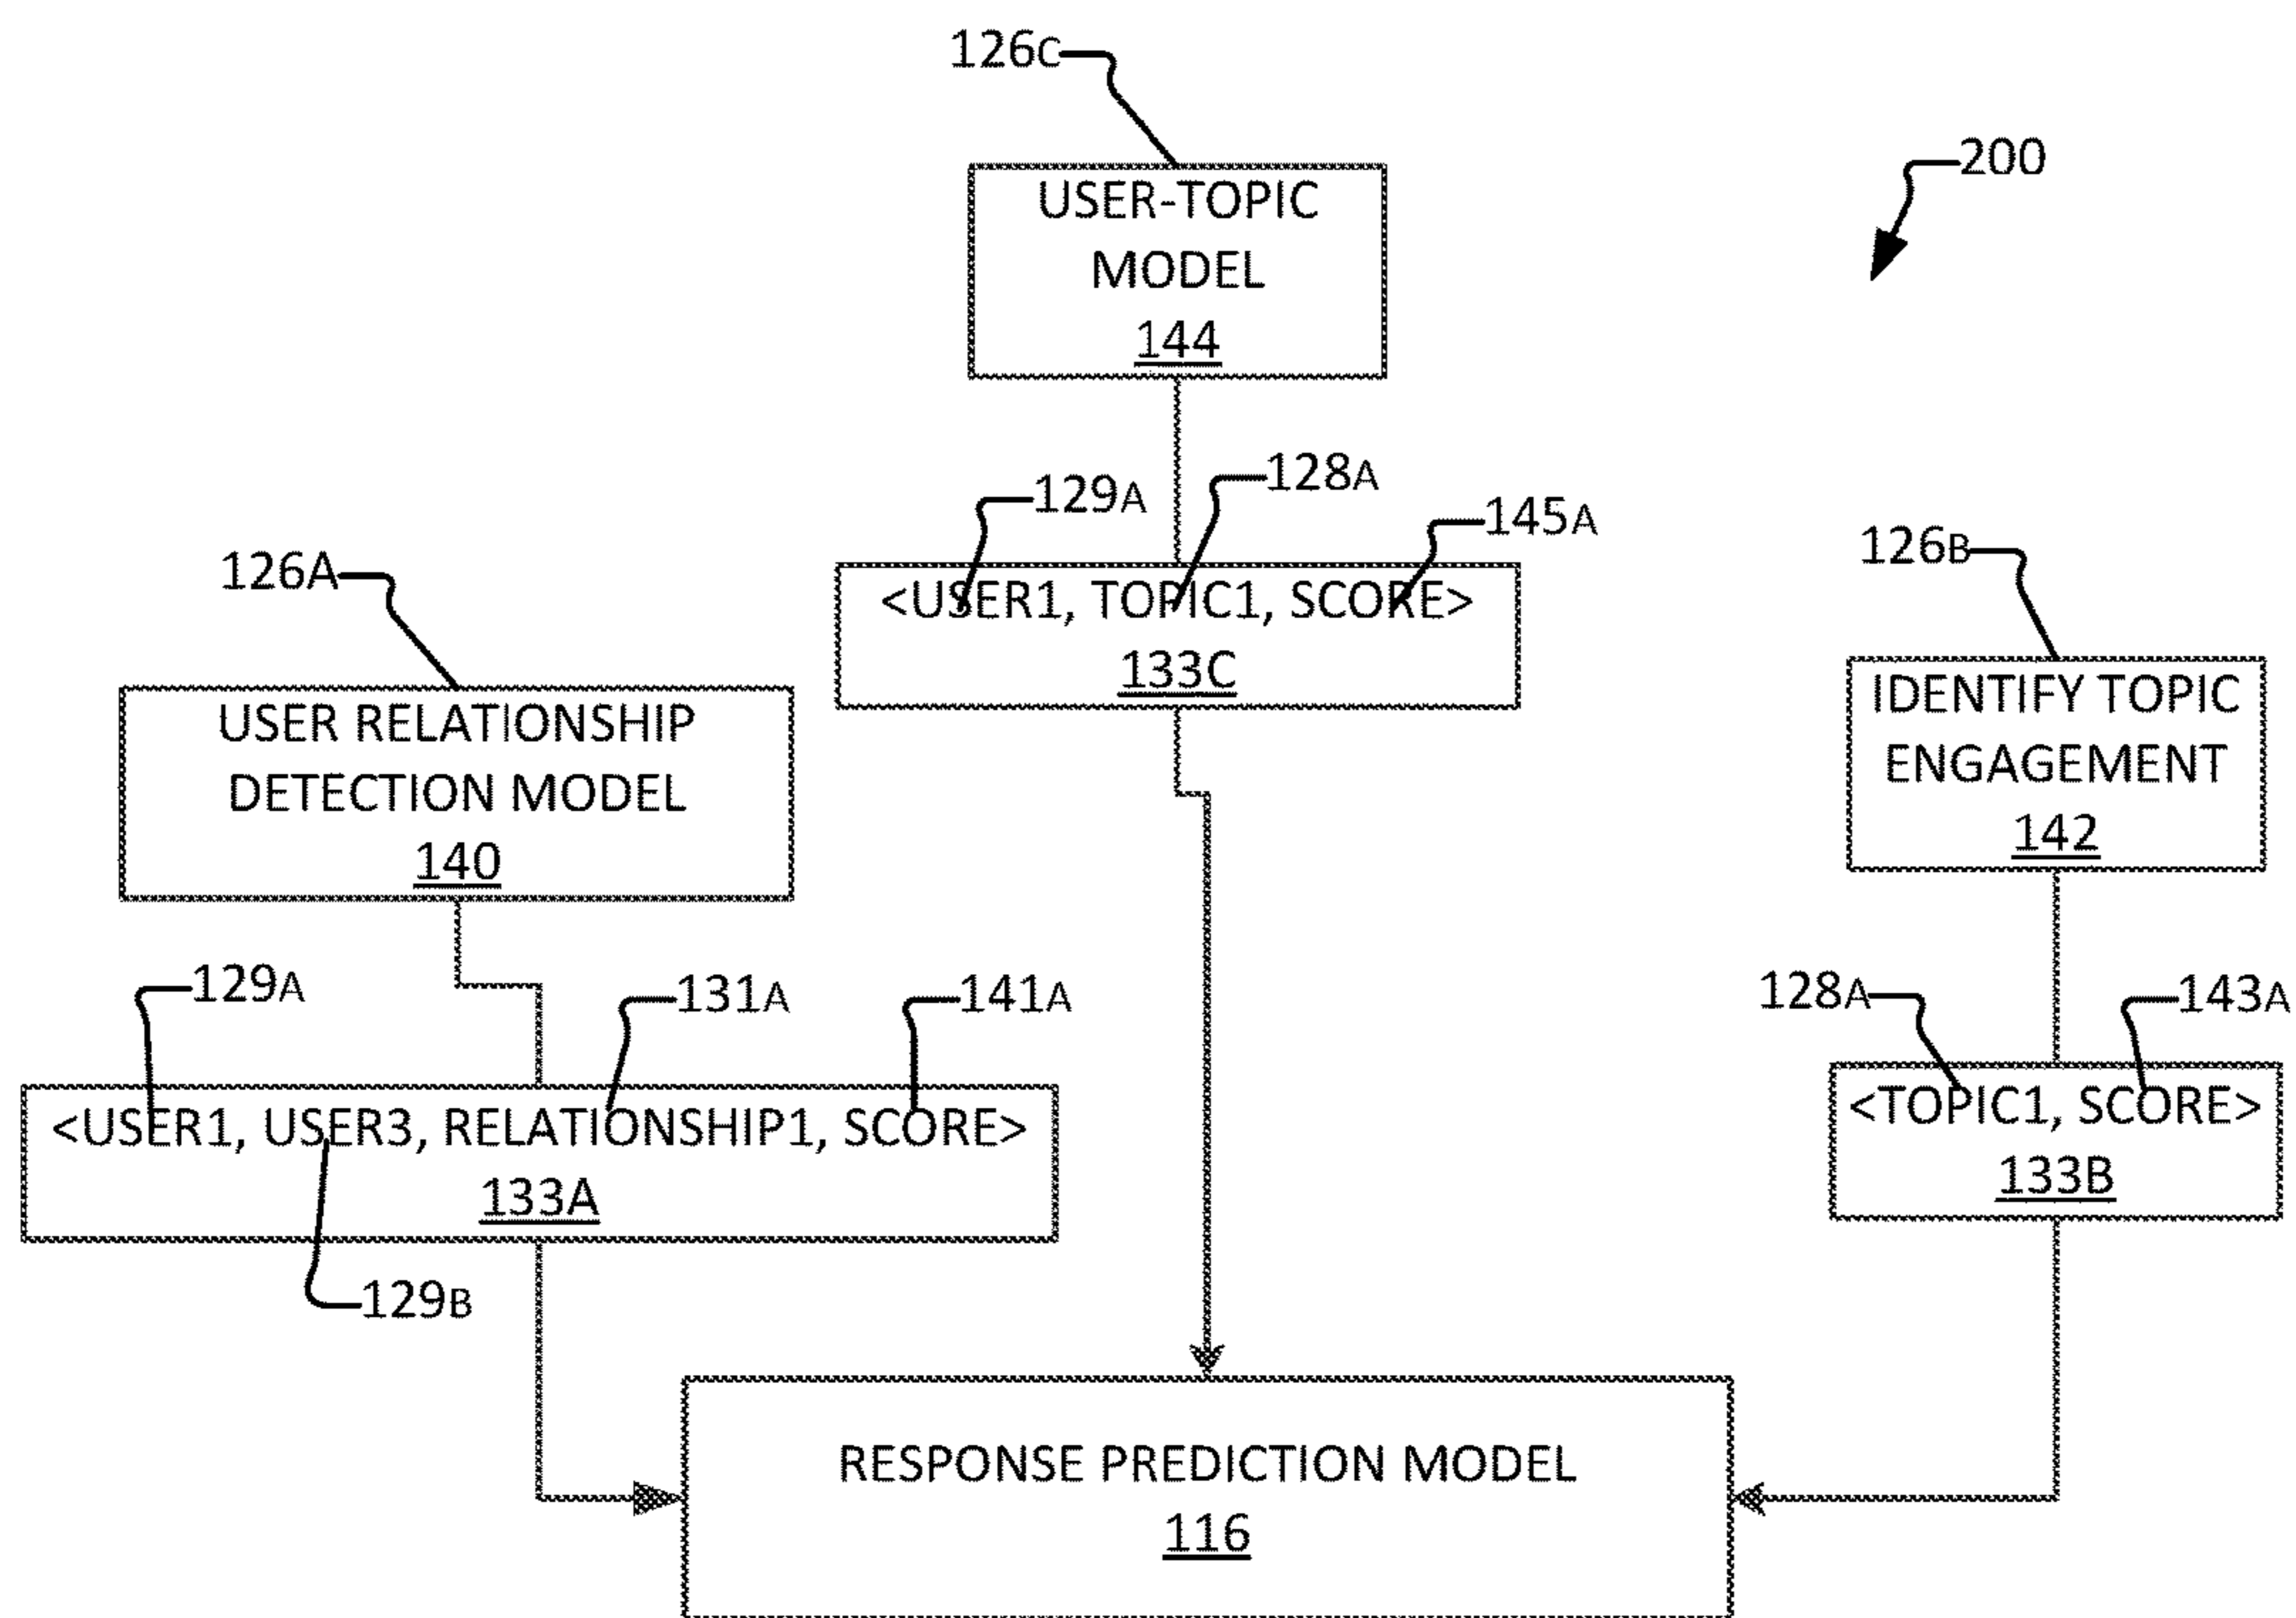 126C
200
USER-TOPIC
MODEL
144
129A
128A
145A
126A
126B
<USER1, TOPIC1, SCORE>
133C
USER RELATIONSHIP
DETECTION MODEL
140
IDENTIFY TOPIC
ENGAGEMENT
142
129A
131A
141A
128A
143A
<USER1, USER3, RELATIONSHIP1, SCORE>
133A
129B
<TOPIC1, SCORE>
133B
RESPONSE PREDICTION MODEL
116